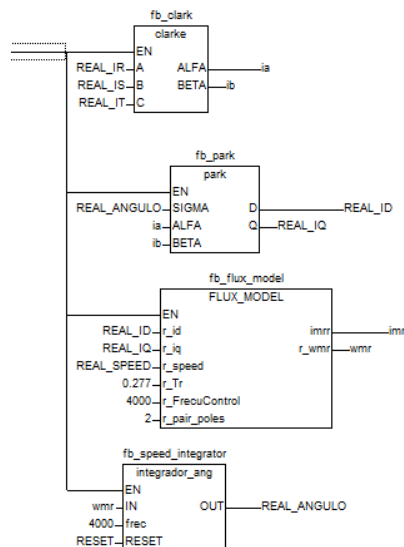 fb_clark
clarke
EN
REAL_IR A ALFA ia
REAL_IS B BETA ib
REAL_IT C
fb_park
park
EN
REAL_ANGULO SIGMA D REAL_ID
ia ALFA Q REAL_IQ
ib BETA
fb_flux_model
FLUX_MODEL
EN
REAL_ID r_id imrr imr
REAL_IQ r_iq r_wmr wmr
REAL_SPEED r_speed
0.277 r_Tr
4000 r_FrecuControl
2 r_pair_poles
fb_speed_integrator
integrador_ang
EN
wmr IN OUT REAL_ANGULO
4000 frec
RESET RESET